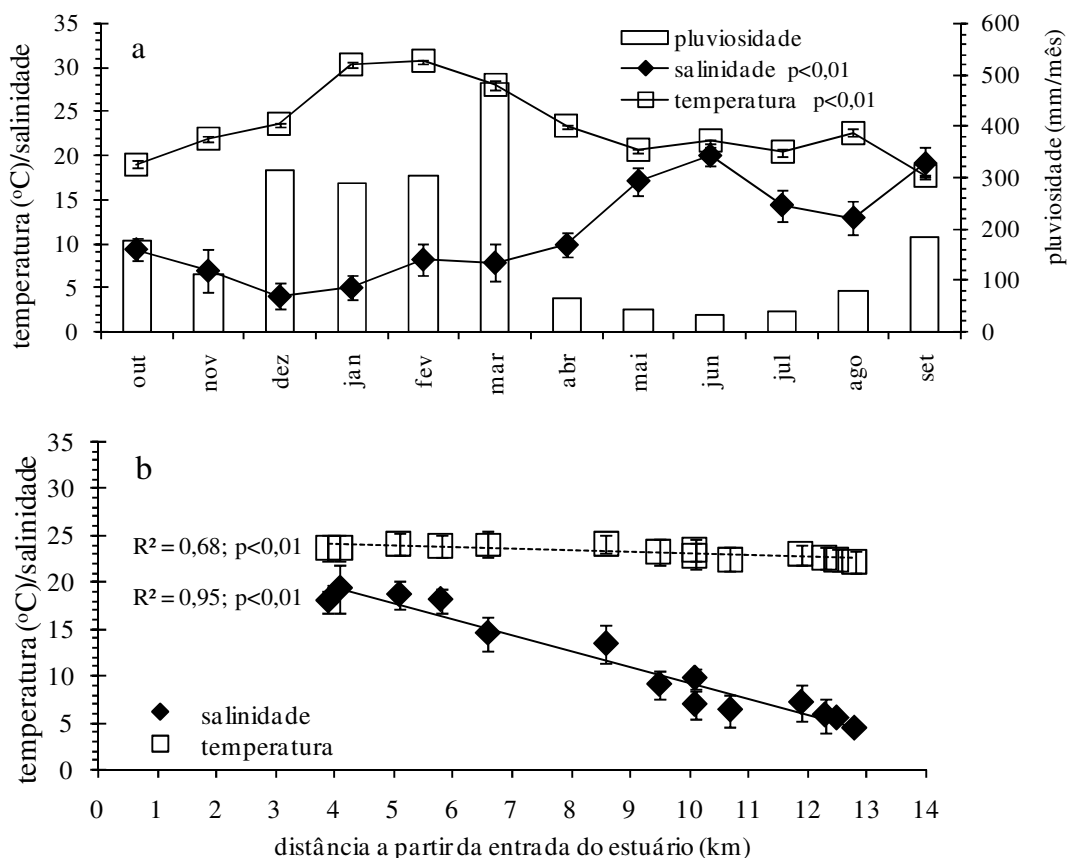 a
pluviosidade
salinidade p<0,01
temperatura p<0,01
temperatura (ºC)/salinidade
35
30
25
20
15
10
5
0
pluviosidade (mm/mês)
600
500
400
300
200
100
0
out nov dez jan fev mar abr mai jun jul ago set
b
temperatura (ºC)/salinidade
35
30
25
20
15
10
5
0
R² = 0,68; p<0,01
R² = 0,95; p<0,01
salinidade
temperatura
0 1 2 3 4 5 6 7 8 9 10 11 12 13 14
distância a partir da entrada do estuário (km)